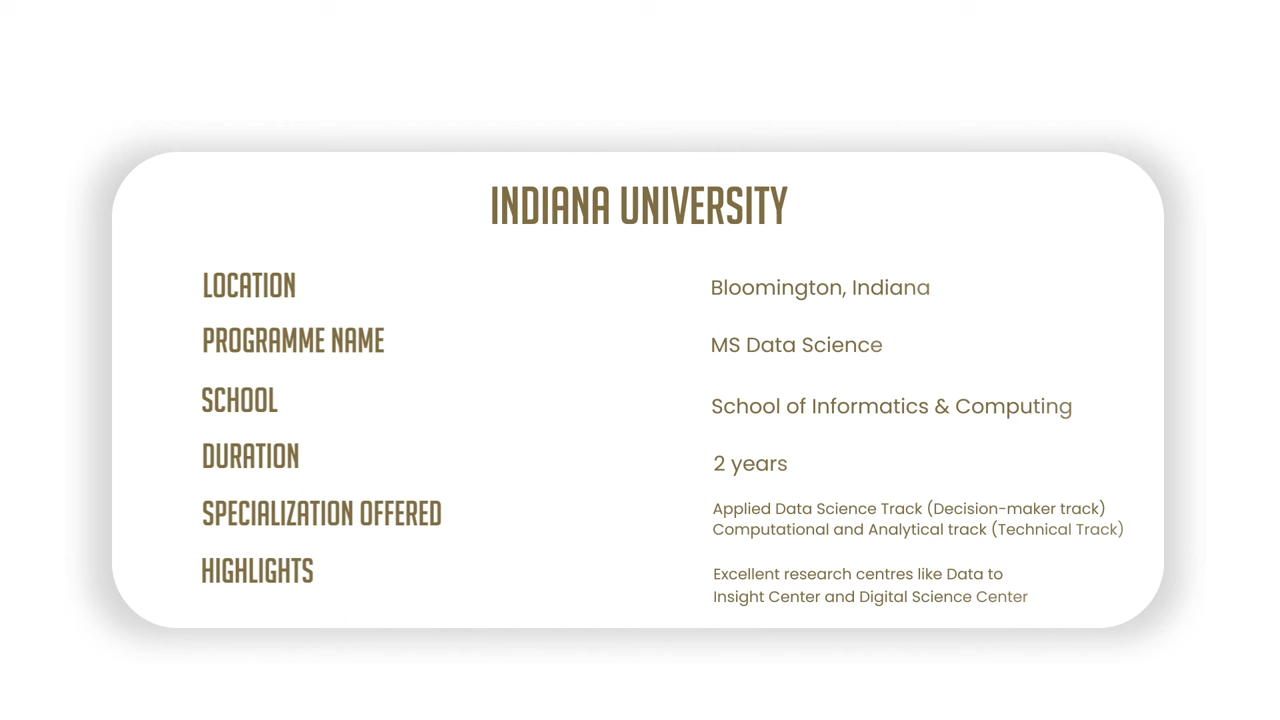 INDIANA UNIVERSITY
LOCATION
Bloomington, Indiana
PROGRAMME NAME
MS Data Science
SCHOOL
School of Informatics & Computing
DURATION
2 years
SPECIALIZATION OFFERED
Applied Data Science Track (Decision-maker track)
Computational and Analytical track (Technical Track)
HIGHLIGHTS
Excellent research centres like Data to
Insight Center and Digital Science Center